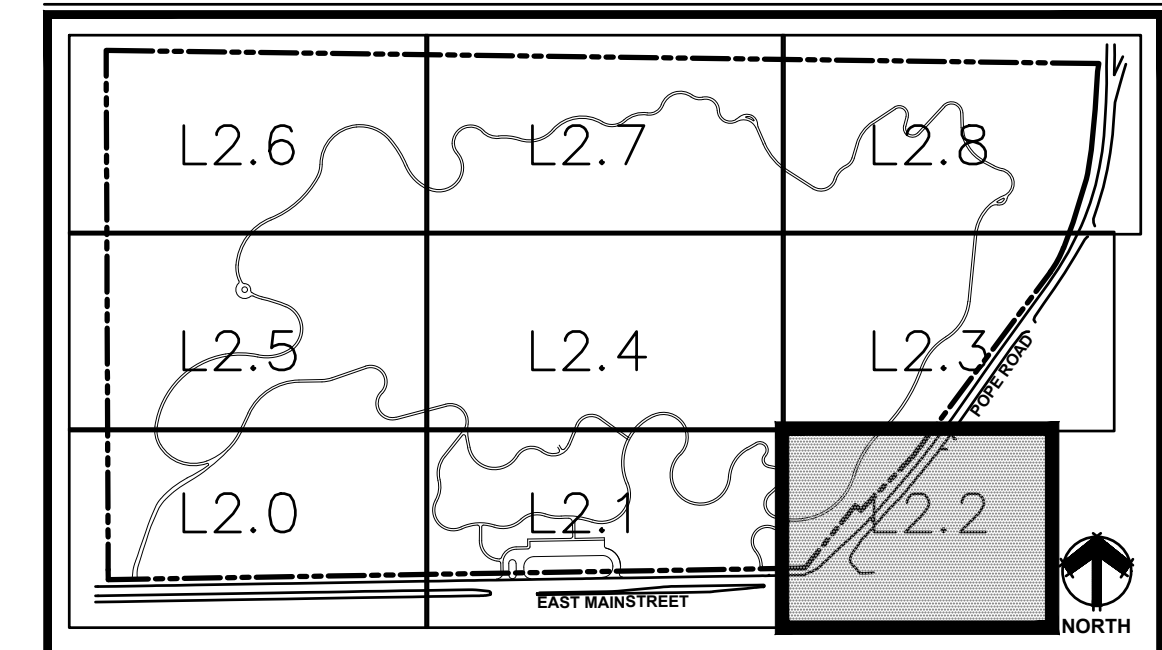 L2.6 L2.7 L2.8
L2.5 L2.4 L2.3
POPE ROAD
L2.0 L2.1 L2.2
EAST MAINSTREET
NORTH